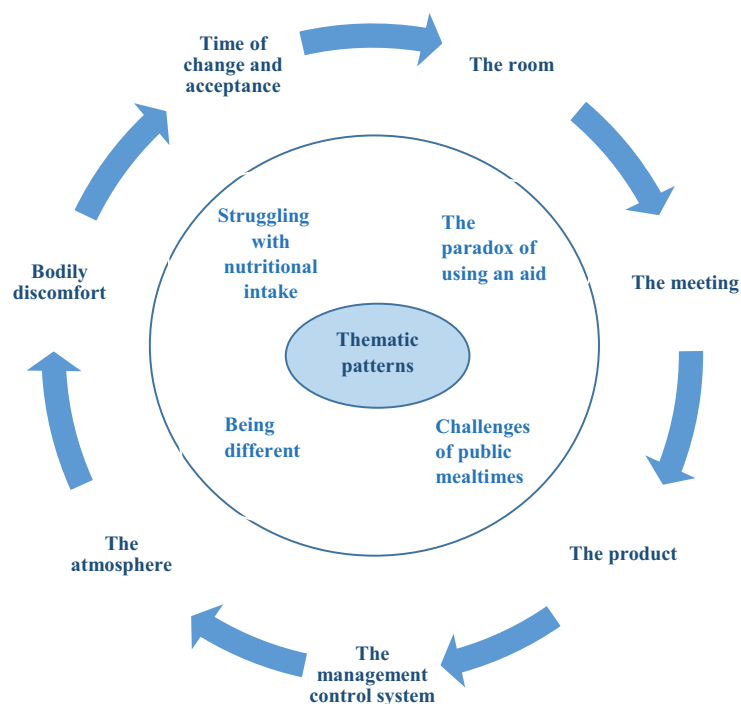 Time of
change and
acceptance
The room
Struggling
with
nutritional
intake
The
paradox of
using an aid
Bodily
discomfort
The meeting
Thematic
patterns
Being
different
Challenges
of public
mealtimes
The
atmosphere
The product
The
management
control system